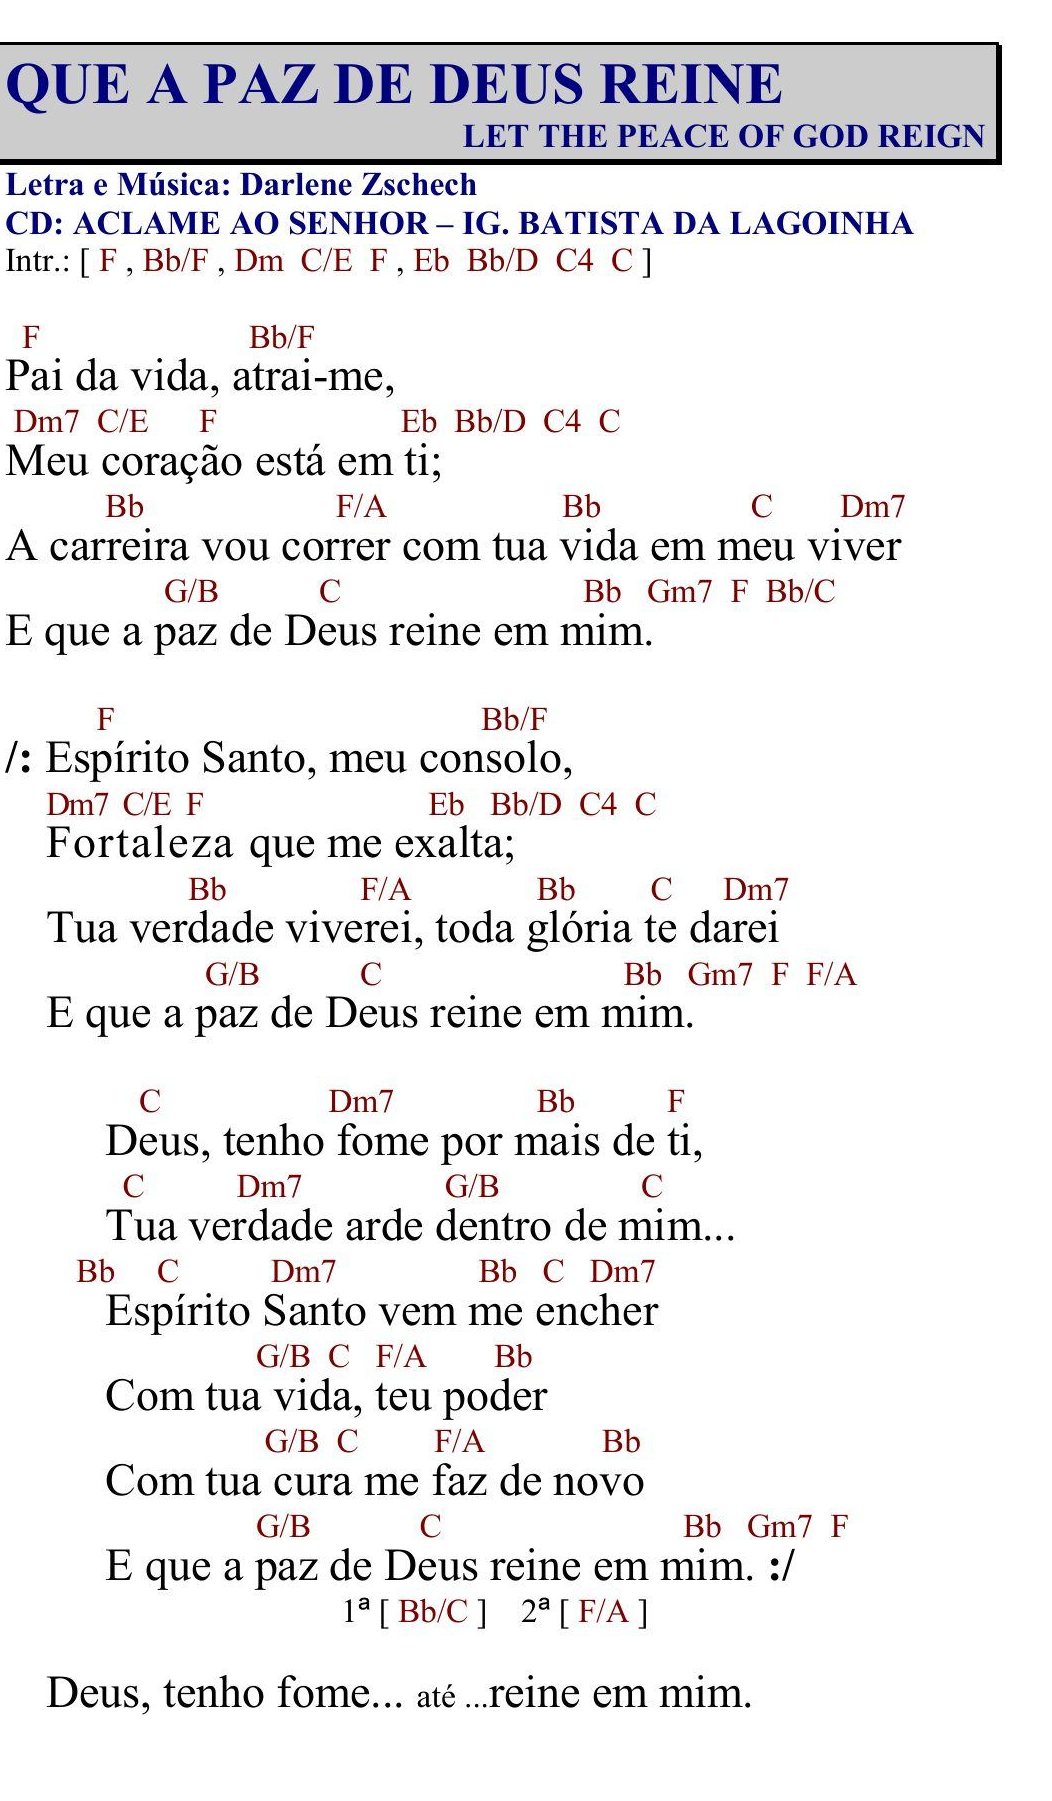 QUE A PAZ DE DEUS REINE
LET THE PEACE OF GOD REIGN
Letra e Música: Darlene Zschech
CD: ACLAME AO SENHOR – IG. BATISTA DA LAGOINHA
Intr.: [ F , Bb/F , Dm C/E F , Eb Bb/D C4 C ]
F Bb/F
Pai da vida, atrai-me,
Dm7 C/E F Eb Bb/D C4 C
Meu coração está em ti;
Bb F/A Bb C Dm7
A carreira vou correr com tua vida em meu viver
G/B C Bb Gm7 F Bb/C
E que a paz de Deus reine em mim.
F Bb/F
/: Espírito Santo, meu consolo,
Dm7 C/E F Eb Bb/D C4 C
Fortaleza que me exalta;
Bb F/A Bb C Dm7
Tua verdade viverei, toda glória te darei
G/B C Bb Gm7 F F/A
E que a paz de Deus reine em mim.
C Dm7 Bb F
Deus, tenho fome por mais de ti,
C Dm7 G/B C
Tua verdade arde dentro de mim...
Bb C Dm7 Bb C Dm7
Espírito Santo vem me encher
G/B C F/A Bb
Com tua vida, teu poder
G/B C F/A Bb
Com tua cura me faz de novo
G/B C Bb Gm7 F
E que a paz de Deus reine em mim. :/
1ª [ Bb/C ] 2ª [ F/A ]
Deus, tenho fome... até ...reine em mim.